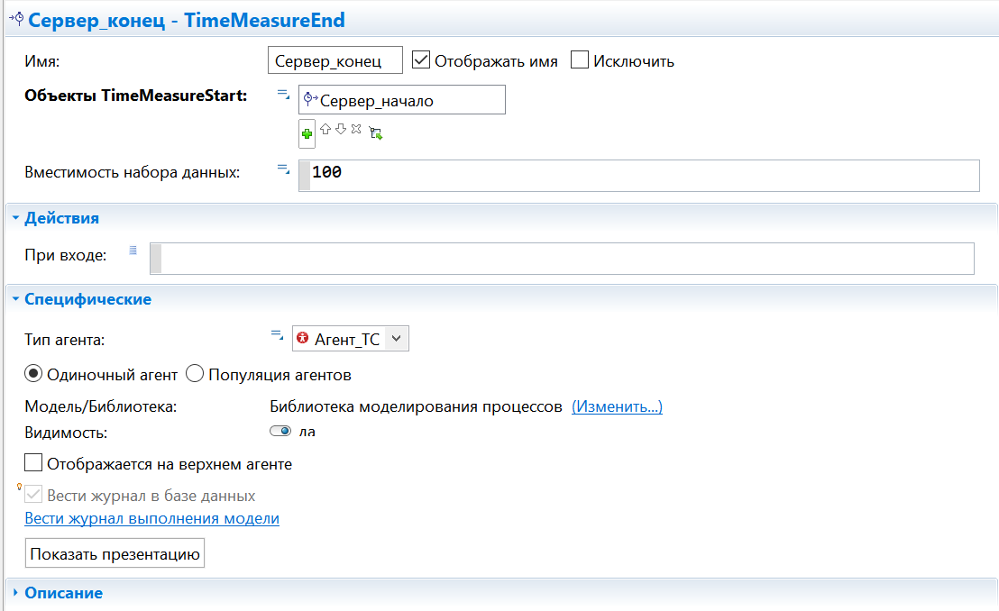 Сервер_конец - TimeMeasureEnd
Имя: Сервер_конец Отображать имя Исключить
Объекты TimeMeasureStart: Сервер_начало
Вместимость набора данных: 100
Действия
При входе:
Специфические
Тип агента: Агент_ТС
Одиночный агент Популяция агентов
Модель/Библиотека: Библиотека моделирования процессов (Изменить...)
Видимость: да
Отображается на верхнем агенте
Вести журнал в базе данных
Вести журнал выполнения модели
Показать презентацию
Описание